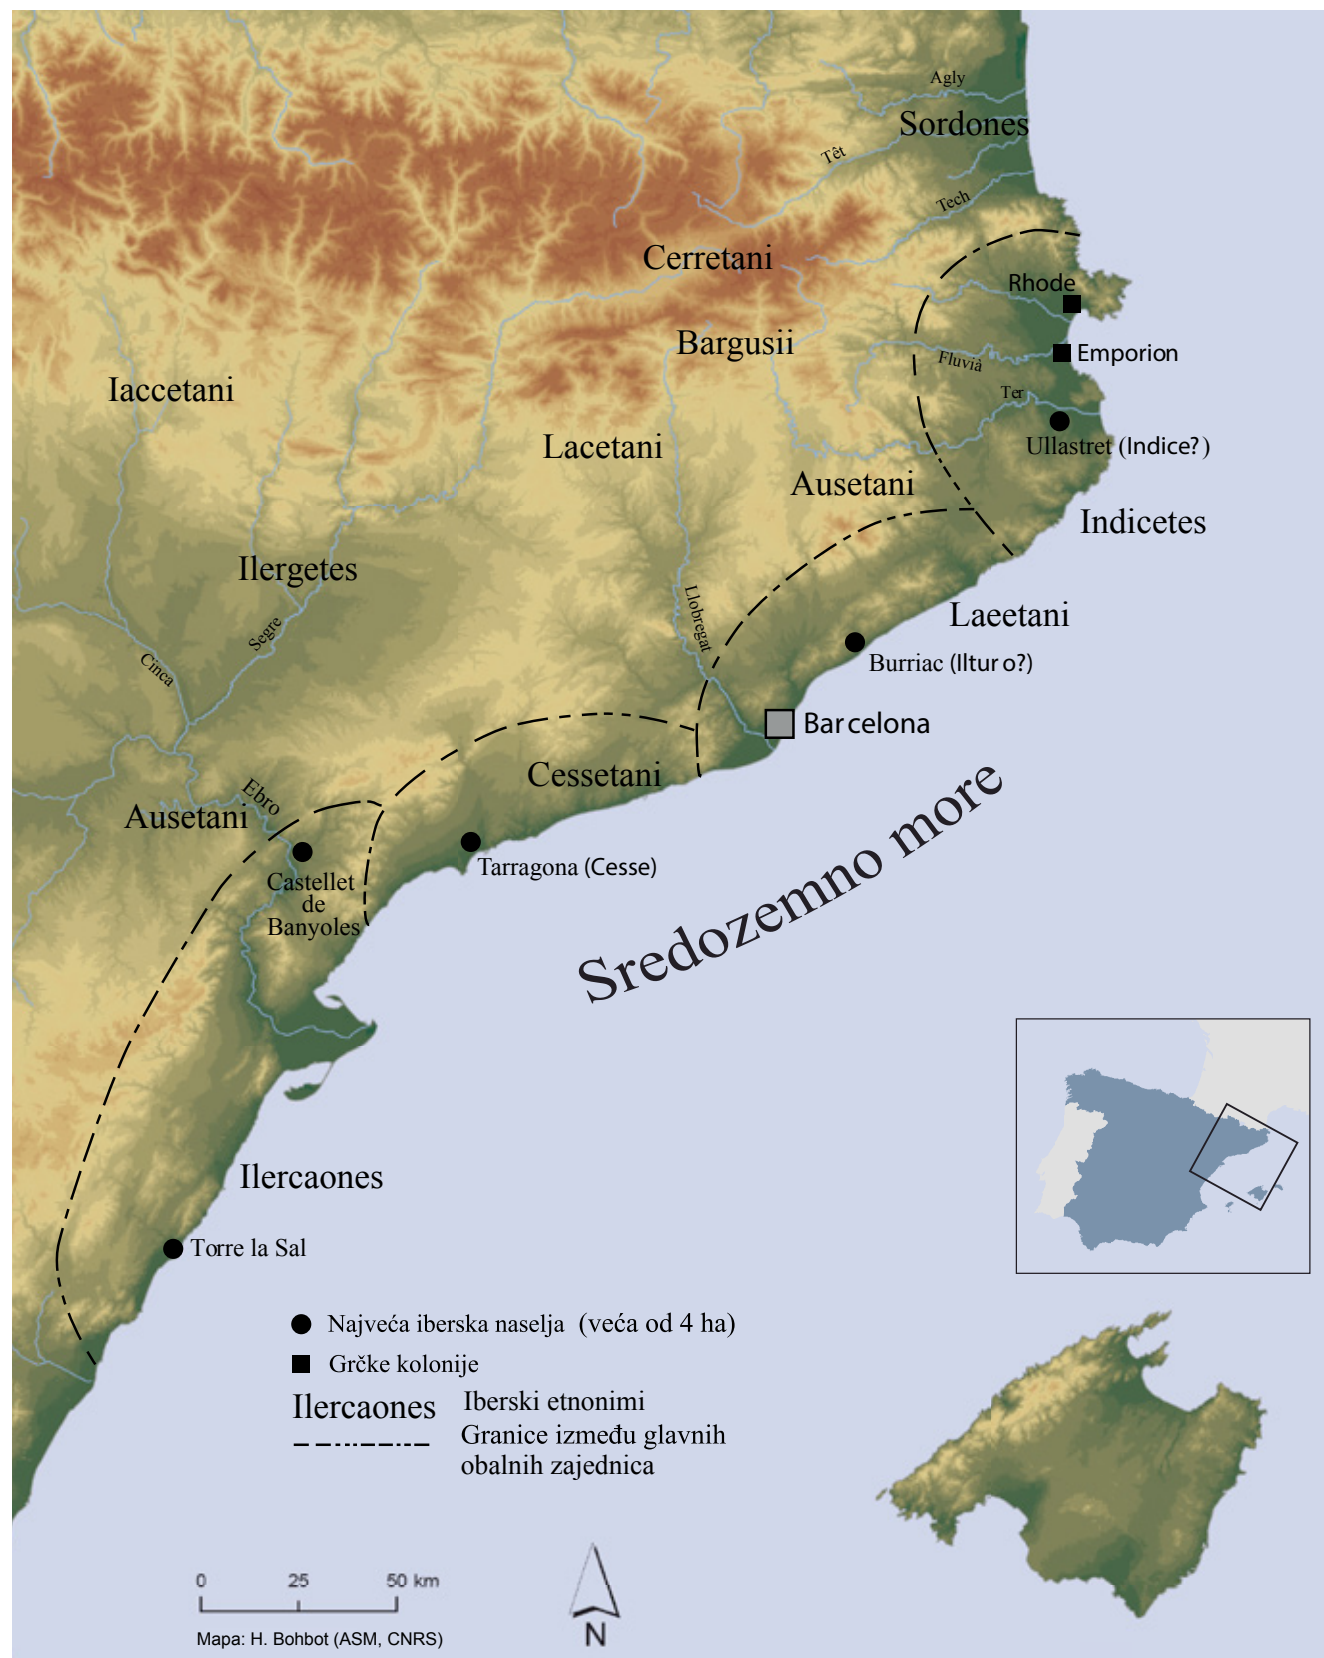 Agly
Sordones
Têt
Tech
Cerretani
Rhode
Bargusii
Emporion
Fluvià
Iaccetani
Ter
Lacetani
Ullastret (Indice?)
Ausetani
Indicetes
Ilergetes
Llobregat
Laeetani
Segre
Cinca
Burriac (Ilturo?)
Barcelona
Cessetani
Ebro
Ausetani
Tarragona (Cesse)
Castellet
de
Banyoles
Sredozemno more
Ilercaones
Torre la Sal
Najveća iberska naselja (veća od 4 ha)
Grčke kolonije
Ilercaones Iberski etnonimi
Granice između glavnih
obalnih zajednica
0 25 50 km
N
Mapa: H. Bohbot (ASM, CNRS)